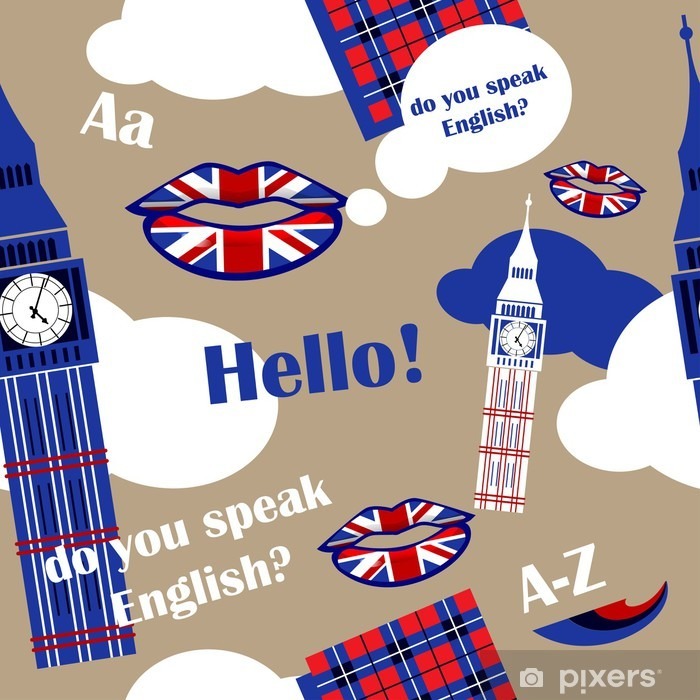 do you speak
English?
Aa
Hello!
do you speak
English?
A-Z
pixers